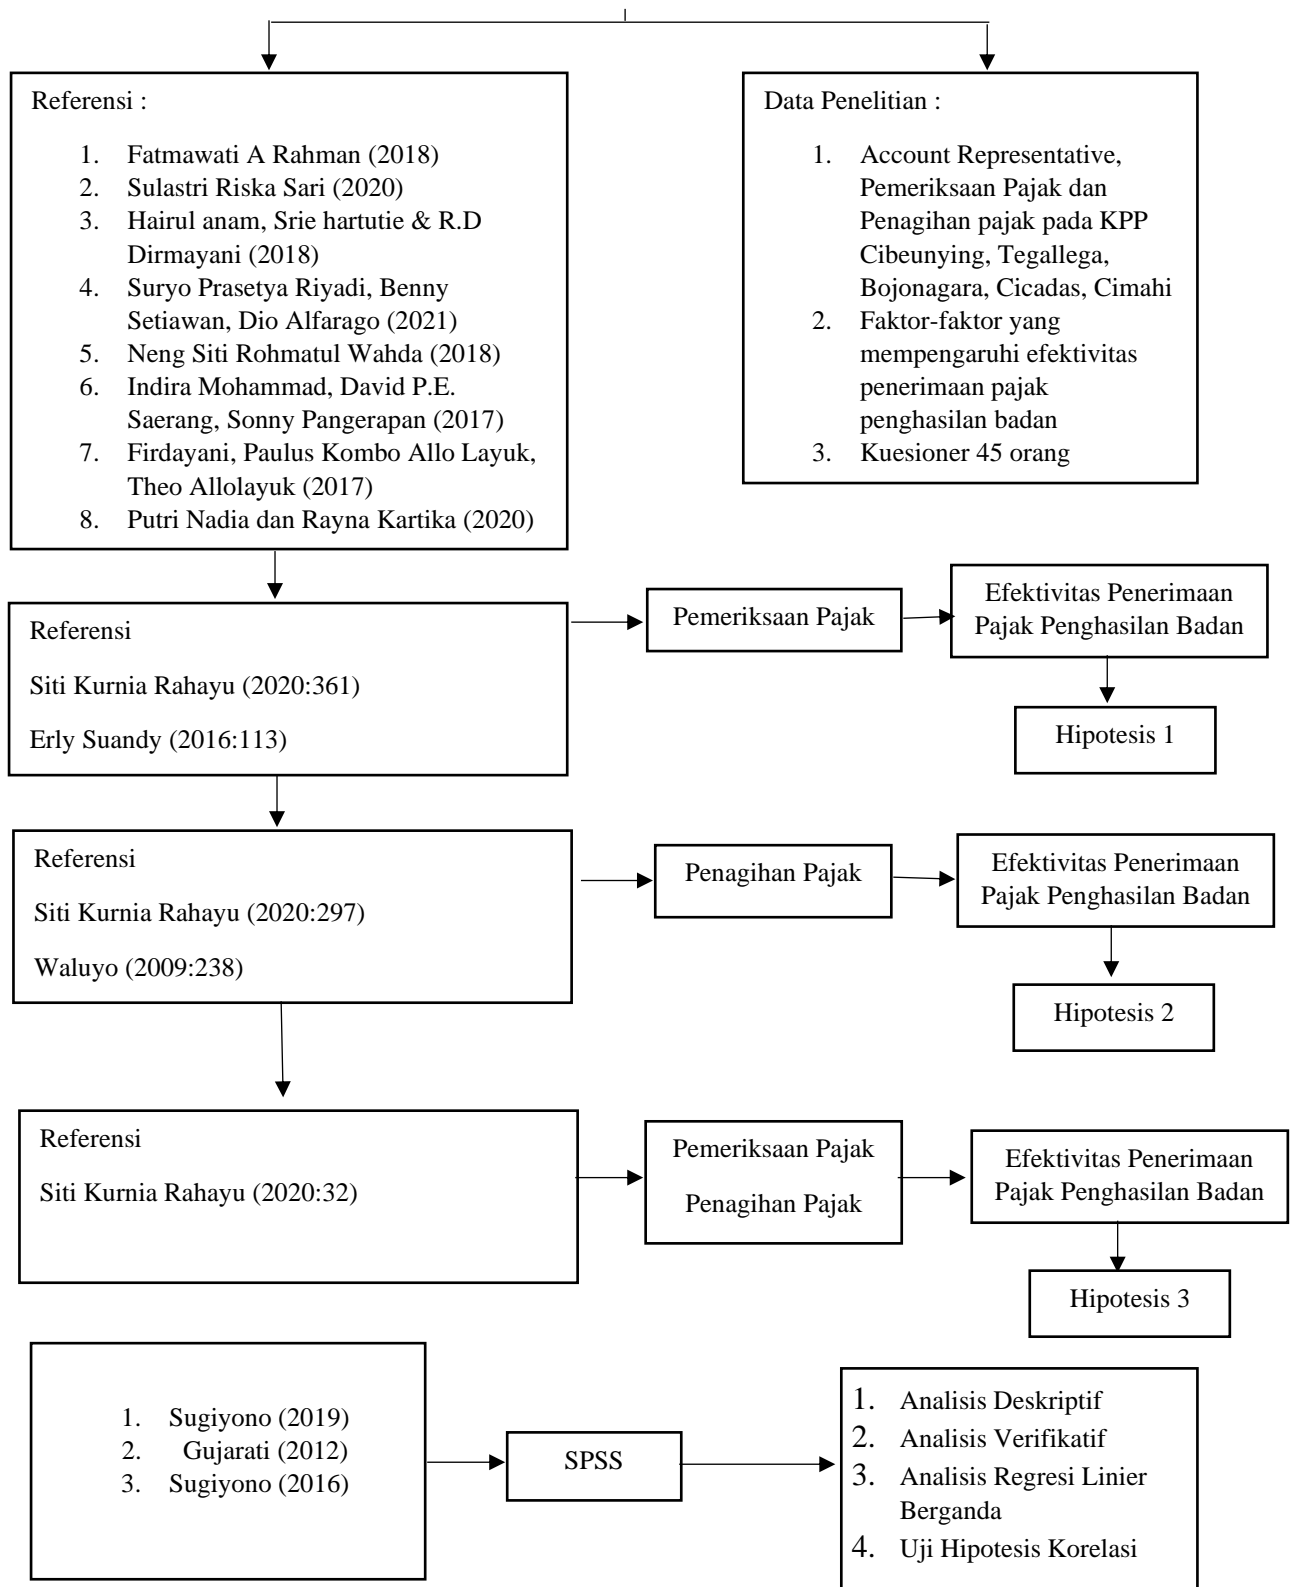 Referensi :
1. Fatmawati A Rahman (2018)
2. Sulastri Riska Sari (2020)
3. Hairul anam, Srie hartutie & R.D
Dirmayani (2018)
4. Suryo Prasetya Riyadi, Benny
Setiawan, Dio Alfarago (2021)
5. Neng Siti Rohmatul Wahda (2018)
6. Indira Mohammad, David P.E.
Saerang, Sonny Pangerapan (2017)
7. Firdayani, Paulus Kombo Allo Layuk,
Theo Allolayuk (2017)
8. Putri Nadia dan Rayna Kartika (2020)
Data Penelitian :
1. Account Representative,
Pemeriksaan Pajak dan
Penagihan pajak pada KPP
Cibeunying, Tegallega,
Bojonagara, Cicadas, Cimahi
2. Faktor-faktor yang
mempengaruhi efektivitas
penerimaan pajak
penghasilan badan
3. Kuesioner 45 orang
Referensi
Siti Kurnia Rahayu (2020:361)
Erly Suandy (2016:113)
Pemeriksaan Pajak
Efektivitas Penerimaan
Pajak Penghasilan Badan
Hipotesis 1
Referensi
Siti Kurnia Rahayu (2020:297)
Waluyo (2009:238)
Penagihan Pajak
Efektivitas Penerimaan
Pajak Penghasilan Badan
Hipotesis 2
Referensi
Siti Kurnia Rahayu (2020:32)
Pemeriksaan Pajak
Penagihan Pajak
Efektivitas Penerimaan
Pajak Penghasilan Badan
Hipotesis 3
1. Sugiyono (2019)
2. Gujarati (2012)
3. Sugiyono (2016)
SPSS
1. Analisis Deskriptif
2. Analisis Verifikatif
3. Analisis Regresi Linier
Berganda
4. Uji Hipotesis Korelasi